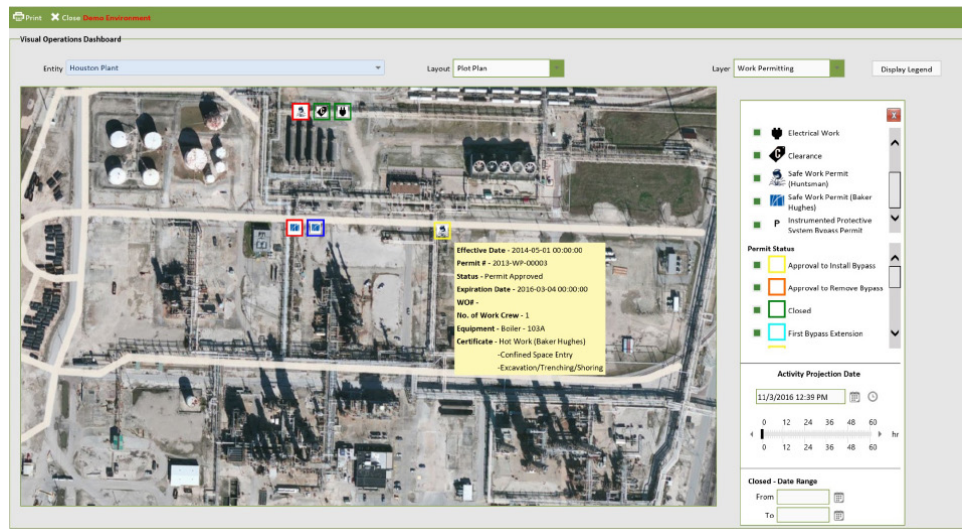 Print Close Demo Environment
Visual Operations Dashboard
Entity Houston Plant Layout Plot Plan Layer Work Permitting Display Legend
Electrical Work
C Clearance
Safe Work Permit
(Huntsman)
Safe Work Permit (Baker
Hughes)
P Instrumented Protective
System Bypass Permit
Effective Date - 2014-05-01 00:00:00
Permit # - 2013-WP-00003
Status - Permit Approved
Expiration Date - 2016-03-04 00:00:00
WO# -
No. of Work Crew - 1
Equipment - Boiler - 103A
Certificate - Hot Work (Baker Hughes)
-Confined Space Entry
-Excavation/Trenching/Shoring
Permit Status
Approval to Install Bypass
Approval to Remove Bypass
Closed
First Bypass Extension
Activity Projection Date
11/3/2016 12:39 PM
0 12 24 36 48 60
hr
0 12 24 36 48 60
Closed - Date Range
From
To